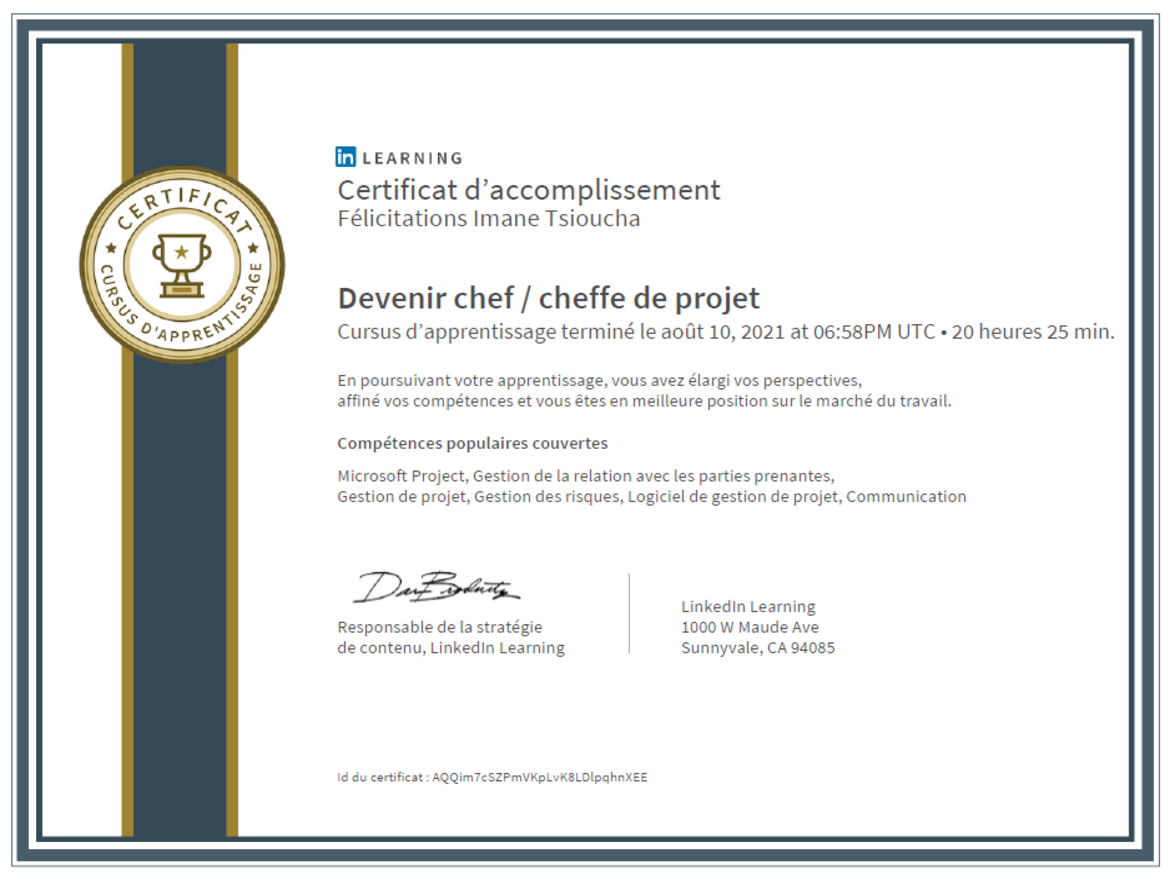 in LEARNING
Certificat d’accomplissement
Félicitations Imane Tsioucha
CERTIFICAT
CURSUS D'APPRENTISSAGE
Devenir chef / cheffe de projet
Cursus d’apprentissage terminé le août 10, 2021 at 06:58PM UTC • 20 heures 25 min.
En poursuivant votre apprentissage, vous avez élargi vos perspectives,
affiné vos compétences et vous êtes en meilleure position sur le marché du travail.
Compétences populaires couvertes
Microsoft Project, Gestion de la relation avec les parties prenantes,
Gestion de projet, Gestion des risques, Logiciel de gestion de projet, Communication
Responsable de la stratégie
de contenu, LinkedIn Learning
LinkedIn Learning
1000 W Maude Ave
Sunnyvale, CA 94085
Id du certificat : AQQim7cSZPmVKpLvK8LDlpqhnXEE